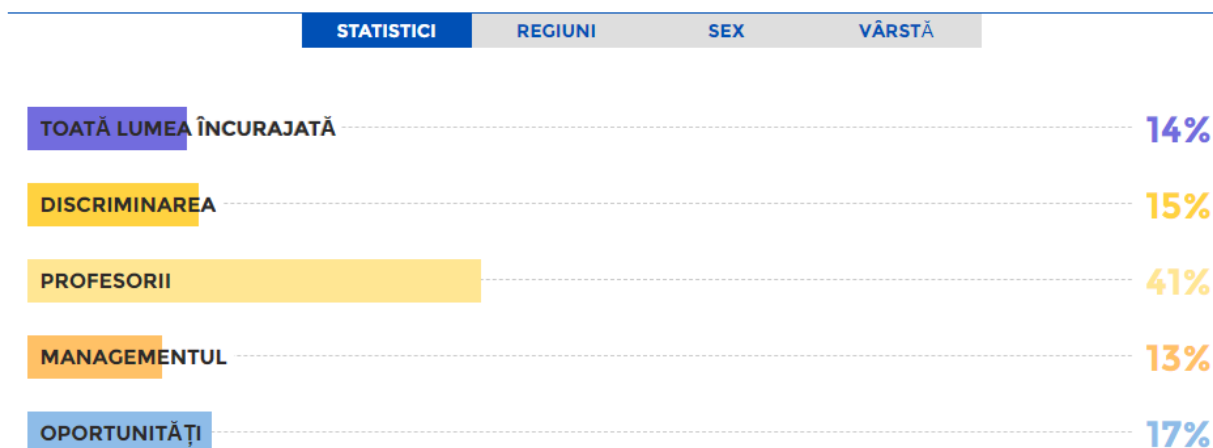 STATISTICI REGIUNI SEX VÂRSTĂ
TOATĂ LUMEA ÎNCURAJATĂ 14%
DISCRIMINAREA 15%
PROFESORII 41%
MANAGEMENTUL 13%
OPORTUNITĂȚI 17%